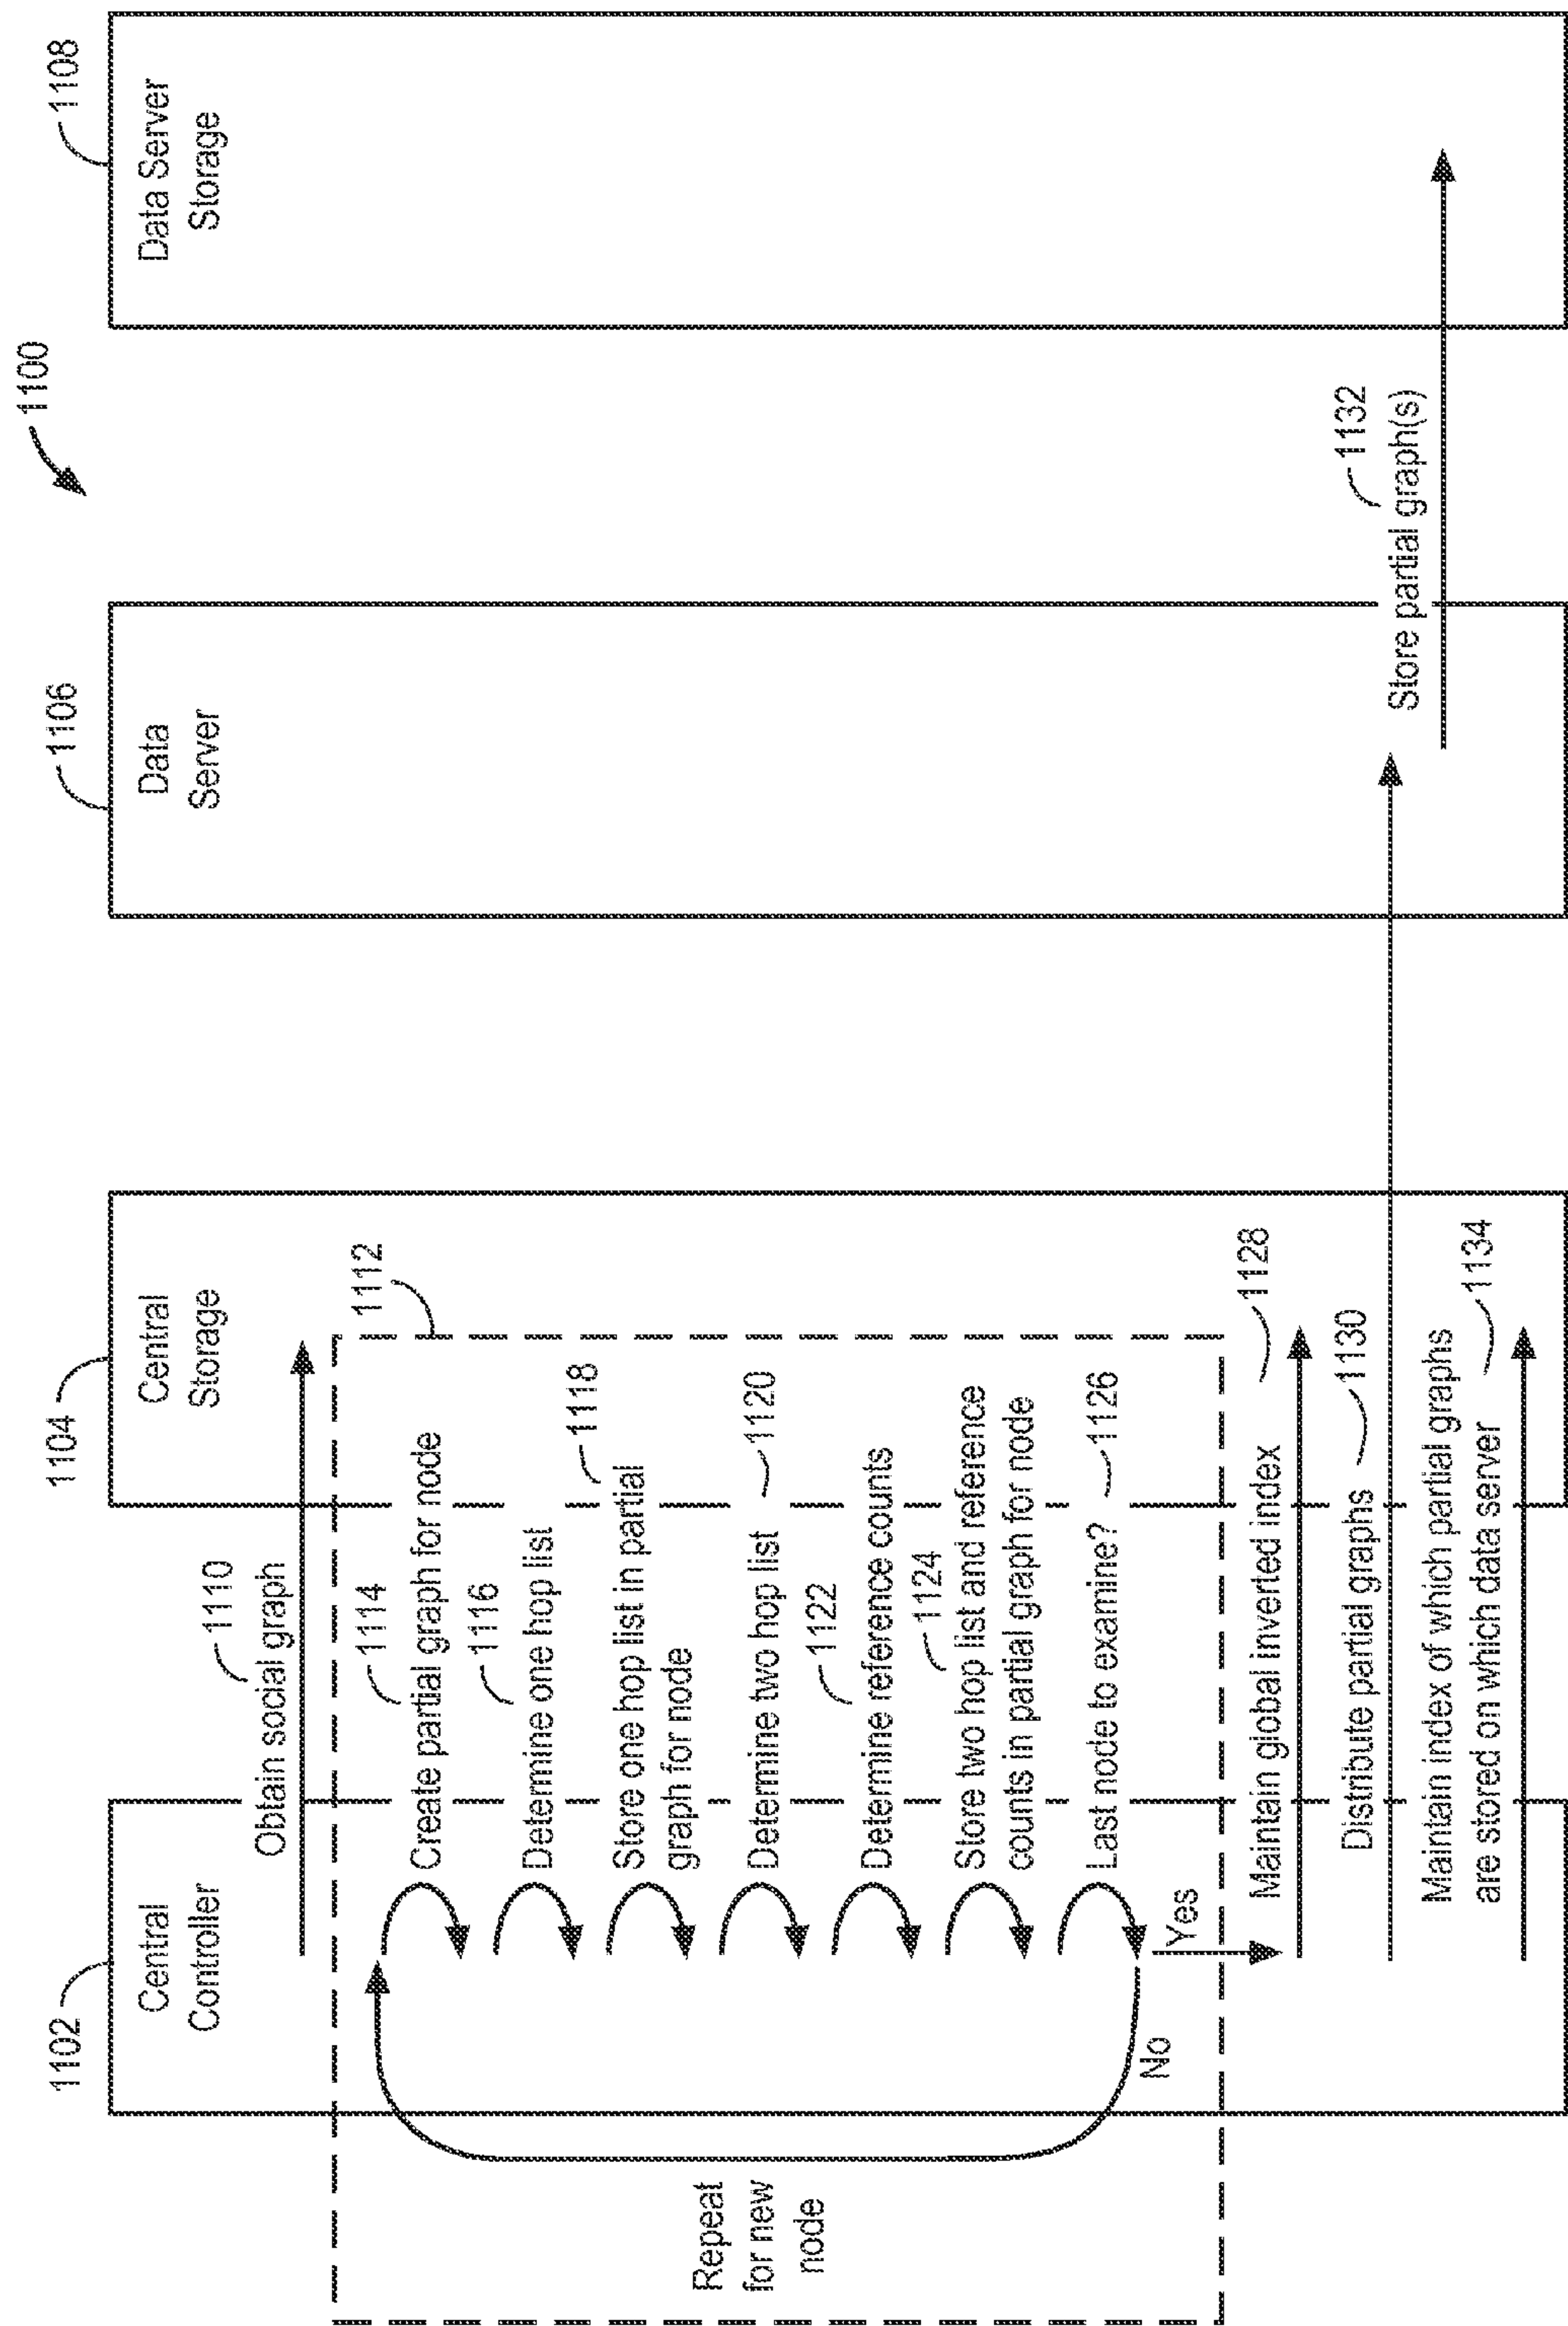 1100
1102
Central
Controller
1104
Central
Storage
1106
Data
Server
1108
Data Server
Storage
1110
Obtain social graph
1112
1114
Create partial graph for node
1116
Determine one hop list
1118
Store one hop list in partial
graph for node
1120
Determine two hop list
1122
Determine reference counts
1124
Store two hop list and reference
counts in partial graph for node
Last node to examine?
1126
Repeat
for new
node
No
Yes
Maintain global inverted index
1128
Distribute partial graphs
1130
1132
Store partial graph(s)
Maintain index of which partial graphs
are stored on which data server
1134